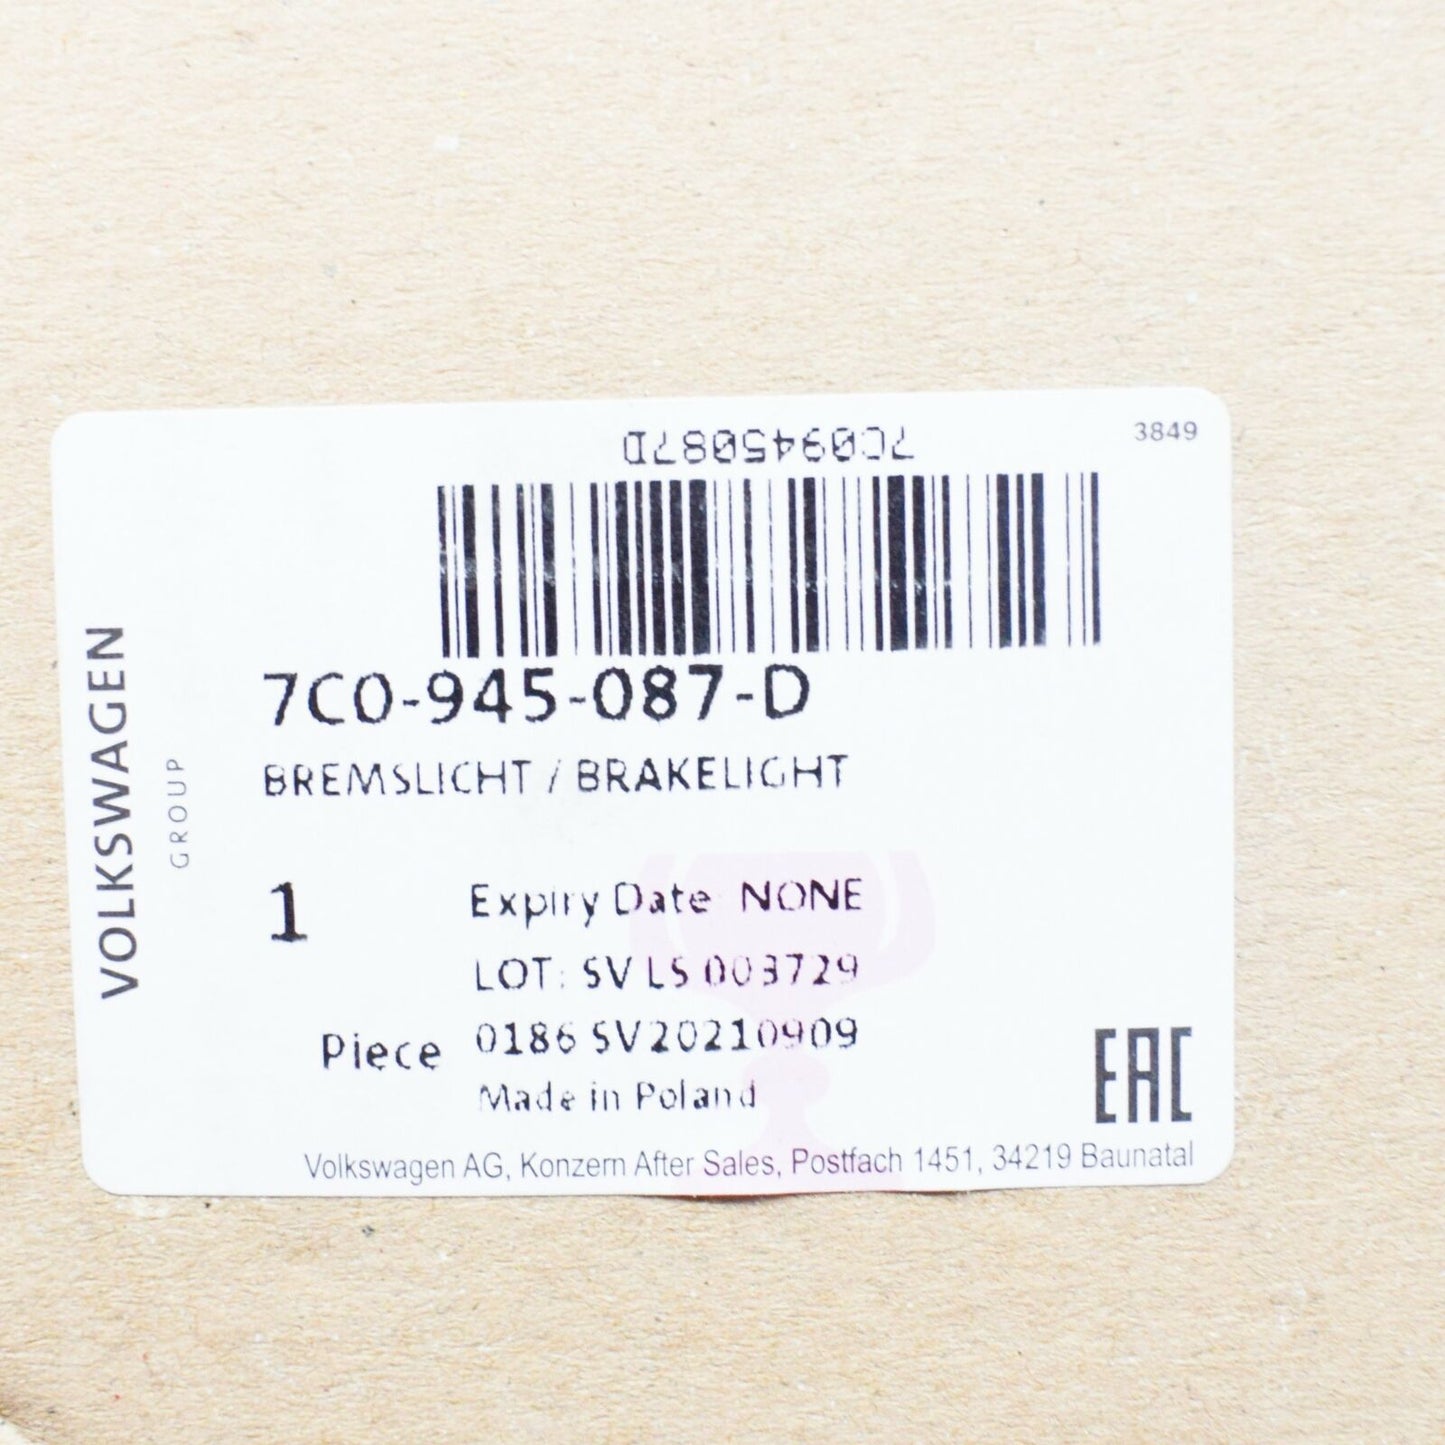 7C0945087D
3849
7C0-945-087-D
BREMSLICHT / BRAKELIGHT
VOLKSWAGEN
GROUP
1
Expiry Date NONE
LOT: SV LS 003729
Piece
0186 SV20210909
Made in Poland
EAC
Volkswagen AG, Konzern After Sales, Postfach 1451, 34219 Baunatal